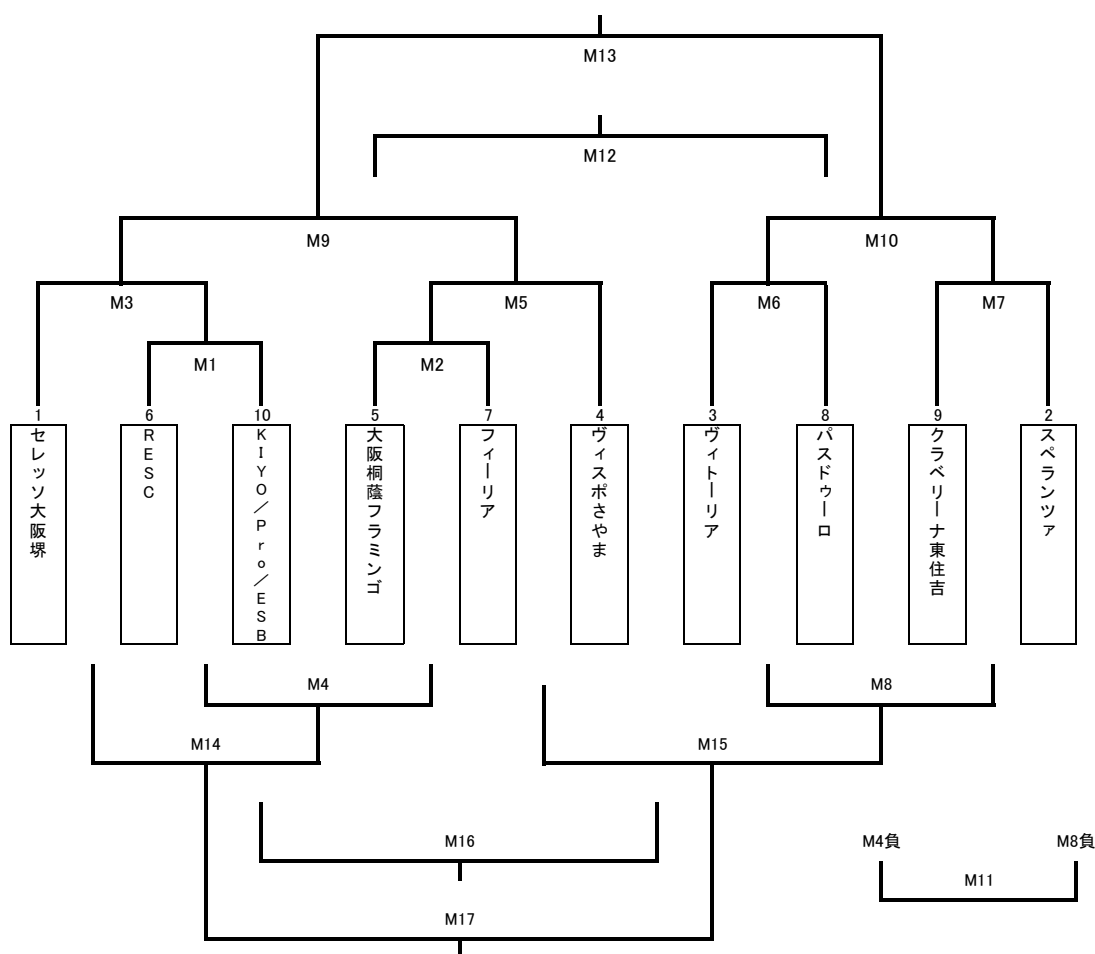 M13
M12
M9
M10
M3
M5
M6
M7
M1
M2
1
6
10
5
7
4
3
8
9
2
セレッソ大阪堺
RESC
KIYO／Pro／ESB
大阪桐蔭フラミンゴ
フィーリア
ヴィスポさやま
ヴィトーリア
パスドゥーロ
クラベリーナ東住吉
スペランツァ
M4
M8
M14
M15
M16
M4負
M8負
M11
M17